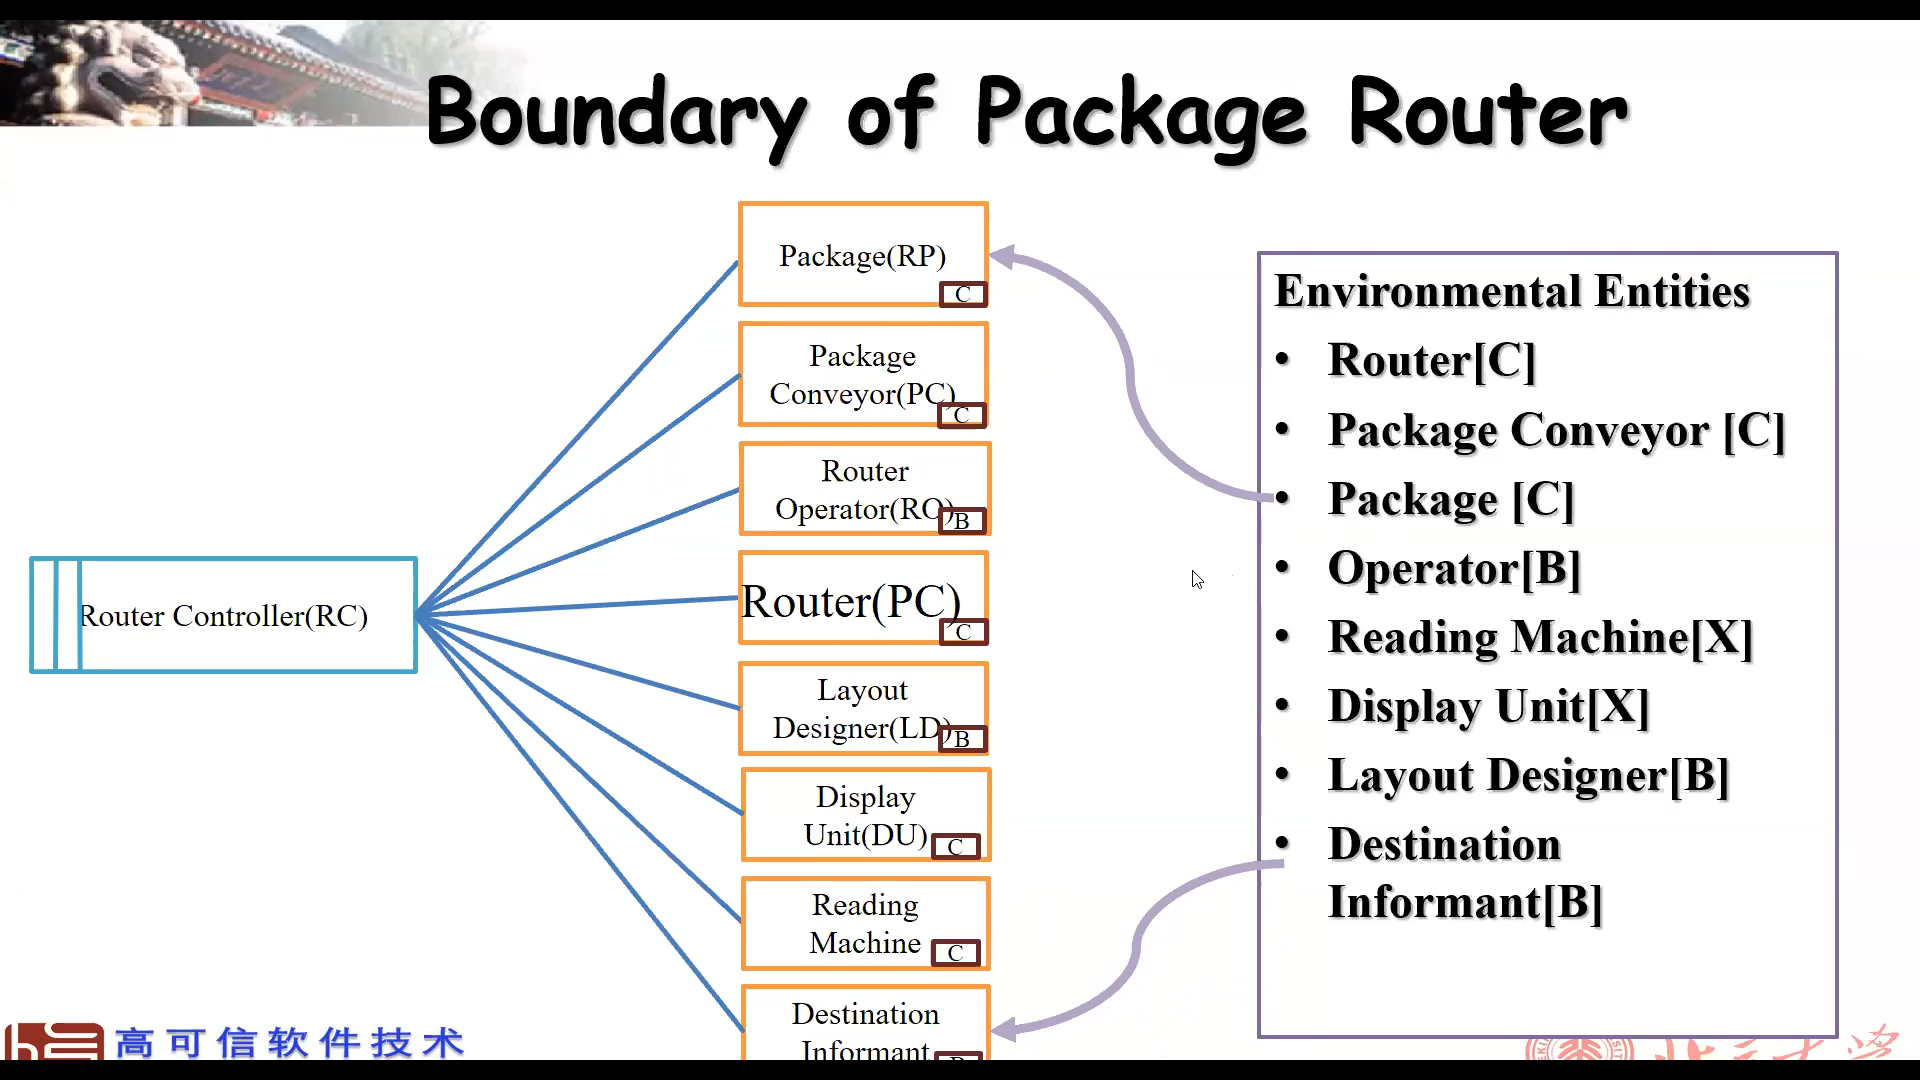 Boundary of Package Router
Package(RP)
C
Package
Conveyor(PC)
C
Router
Operator(RO)
B
Router(PC)
C
Layout
Designer(LD)
B
Display
Unit(DU)
C
Reading
Machine
C
Destination
Informant
Router Controller(RC)
Environmental Entities
• Router[C]
• Package Conveyor [C]
• Package [C]
• Operator[B]
• Reading Machine[X]
• Display Unit[X]
• Layout Designer[B]
• Destination
Informant[B]
高可信软件技术